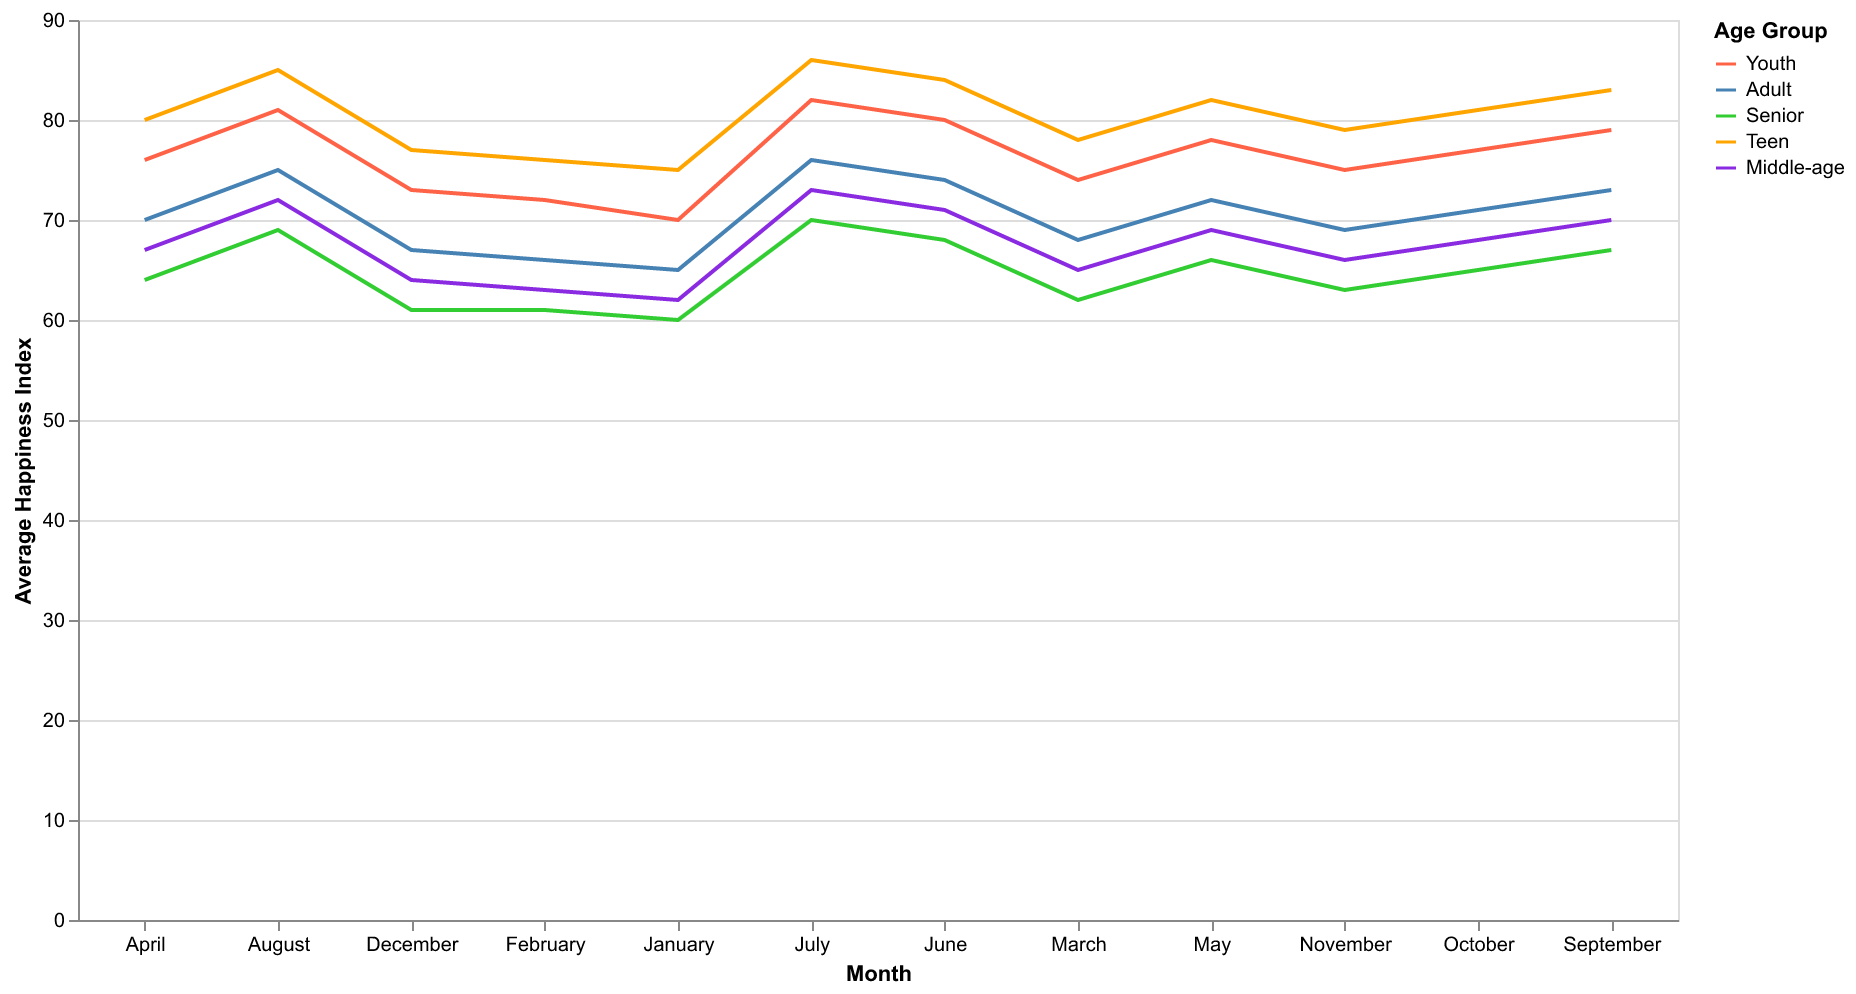 90
80
70
60
50
40
30
20
10
0
Average Happiness Index
April August December February January July June March May November October September
Month
Age Group
Youth
Adult
Senior
Teen
Middle-age